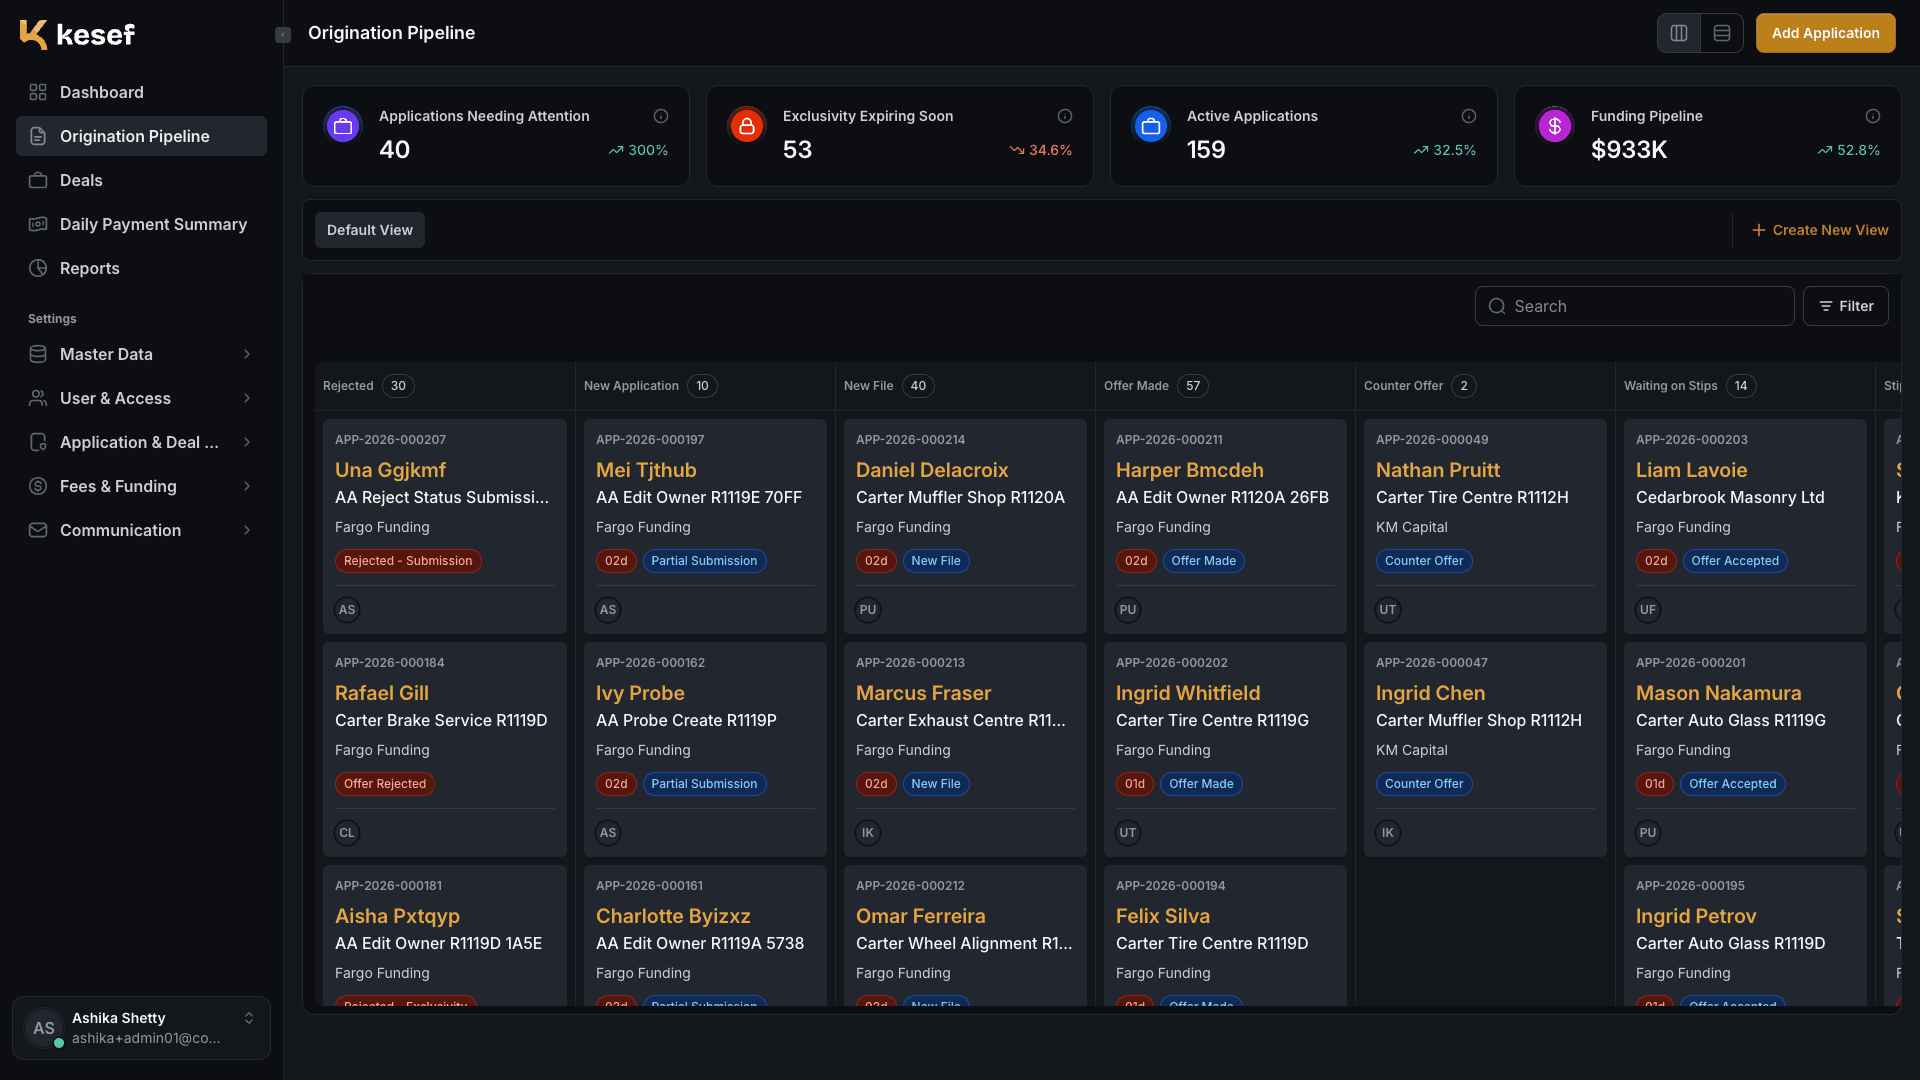 kesef
Origination Pipeline
Add Application
Dashboard
Origination Pipeline
Deals
Daily Payment Summary
Reports
Settings
Master Data
User & Access
Application & Deal ...
Fees & Funding
Communication
Ashika Shetty
ashika+admin01@co...
AS
Applications Needing Attention
40
300%
Exclusivity Expiring Soon
53
34.6%
Active Applications
159
32.5%
Funding Pipeline
$933K
52.8%
Default View
Create New View
Search
Filter
Rejected 30
APP-2026-000207
Una Ggjkmf
AA Reject Status Submissi...
Fargo Funding
Rejected - Submission
AS
APP-2026-000184
Rafael Gill
Carter Brake Service R1119D
Fargo Funding
Offer Rejected
CL
APP-2026-000181
Aisha Pxtqyp
AA Edit Owner R1119D 1A5E
Fargo Funding
Rejected - Exclusivity
New Application 10
APP-2026-000197
Mei Tjthub
AA Edit Owner R1119E 70FF
Fargo Funding
02d Partial Submission
AS
APP-2026-000162
Ivy Probe
AA Probe Create R1119P
Fargo Funding
02d Partial Submission
AS
APP-2026-000161
Charlotte Byizxz
AA Edit Owner R1119A 5738
Fargo Funding
02d Partial Submission
New File 40
APP-2026-000214
Daniel Delacroix
Carter Muffler Shop R1120A
Fargo Funding
02d New File
PU
APP-2026-000213
Marcus Fraser
Carter Exhaust Centre R11...
Fargo Funding
02d New File
IK
APP-2026-000212
Omar Ferreira
Carter Wheel Alignment R1...
Fargo Funding
02d New File
Offer Made 57
APP-2026-000211
Harper Bmcdeh
AA Edit Owner R1120A 26FB
Fargo Funding
02d Offer Made
PU
APP-2026-000202
Ingrid Whitfield
Carter Tire Centre R1119G
Fargo Funding
01d Offer Made
UT
APP-2026-000194
Felix Silva
Carter Tire Centre R1119D
Fargo Funding
01d Offer Made
Counter Offer 2
APP-2026-000049
Nathan Pruitt
Carter Tire Centre R1112H
KM Capital
Counter Offer
UT
APP-2026-000047
Ingrid Chen
Carter Muffler Shop R1112H
KM Capital
Counter Offer
IK
Waiting on Stips 14
APP-2026-000203
Liam Lavoie
Cedarbrook Masonry Ltd
Fargo Funding
02d Offer Accepted
UF
APP-2026-000201
Mason Nakamura
Carter Auto Glass R1119G
Fargo Funding
01d Offer Accepted
PU
APP-2026-000195
Ingrid Petrov
Carter Auto Glass R1119D
Fargo Funding
01d Offer Accepted